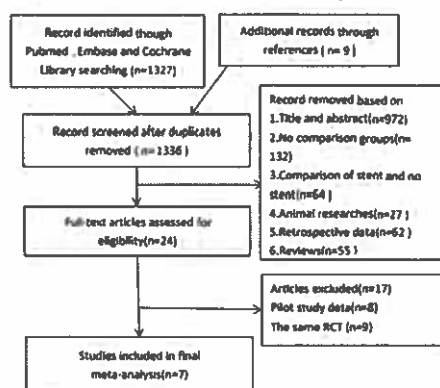 Record identified though
Pubmed , Embase and Cochrane
Library searching (n=1327)
Additional records through
references ( n= 9 )
Record screened after duplicates
removed ( n=1336)
Record removed based on
1.Title and abstract(n=972)
2.No comparison groups(n=
132)
3.Comparison of stent and no
stent(n=64 )
4.Animal researches(n=27 )
5.Retrospective data(n=62 )
6.Reviews(n=55 )
Full-text articles assessed for
eligibility(n=24)
Articles excluded(n=17)
Pilot study data(n=8)
The same RCT (n=9)
Studies included in final
meta-analysis(n=7)